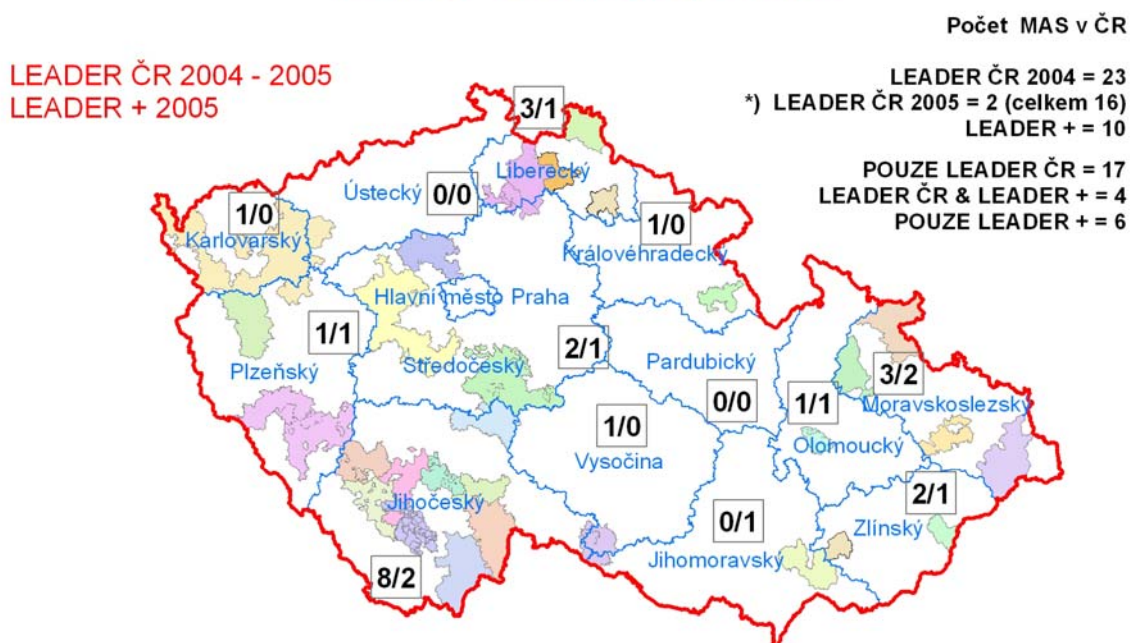 Počet MAS v ČR
LEADER ČR 2004 - 2005
LEADER + 2005
LEADER ČR 2004 = 23
*) LEADER ČR 2005 = 2 (celkem 16)
LEADER + = 10
POUZE LEADER ČR = 17
LEADER ČR & LEADER + = 4
POUZE LEADER + = 6
3/1
Liberecký
Ústecký
0/0
1/0
Karlovarský
1/0
Královéhradecký
Hlavní město Praha
1/1
Plzeňský
2/1
Středočeský
Pardubický
0/0
3/2
Moravskoslezský
1/1
Olomoucký
1/0
Vysočina
Jihočeský
8/2
2/1
Zlínský
0/1
Jihomoravský